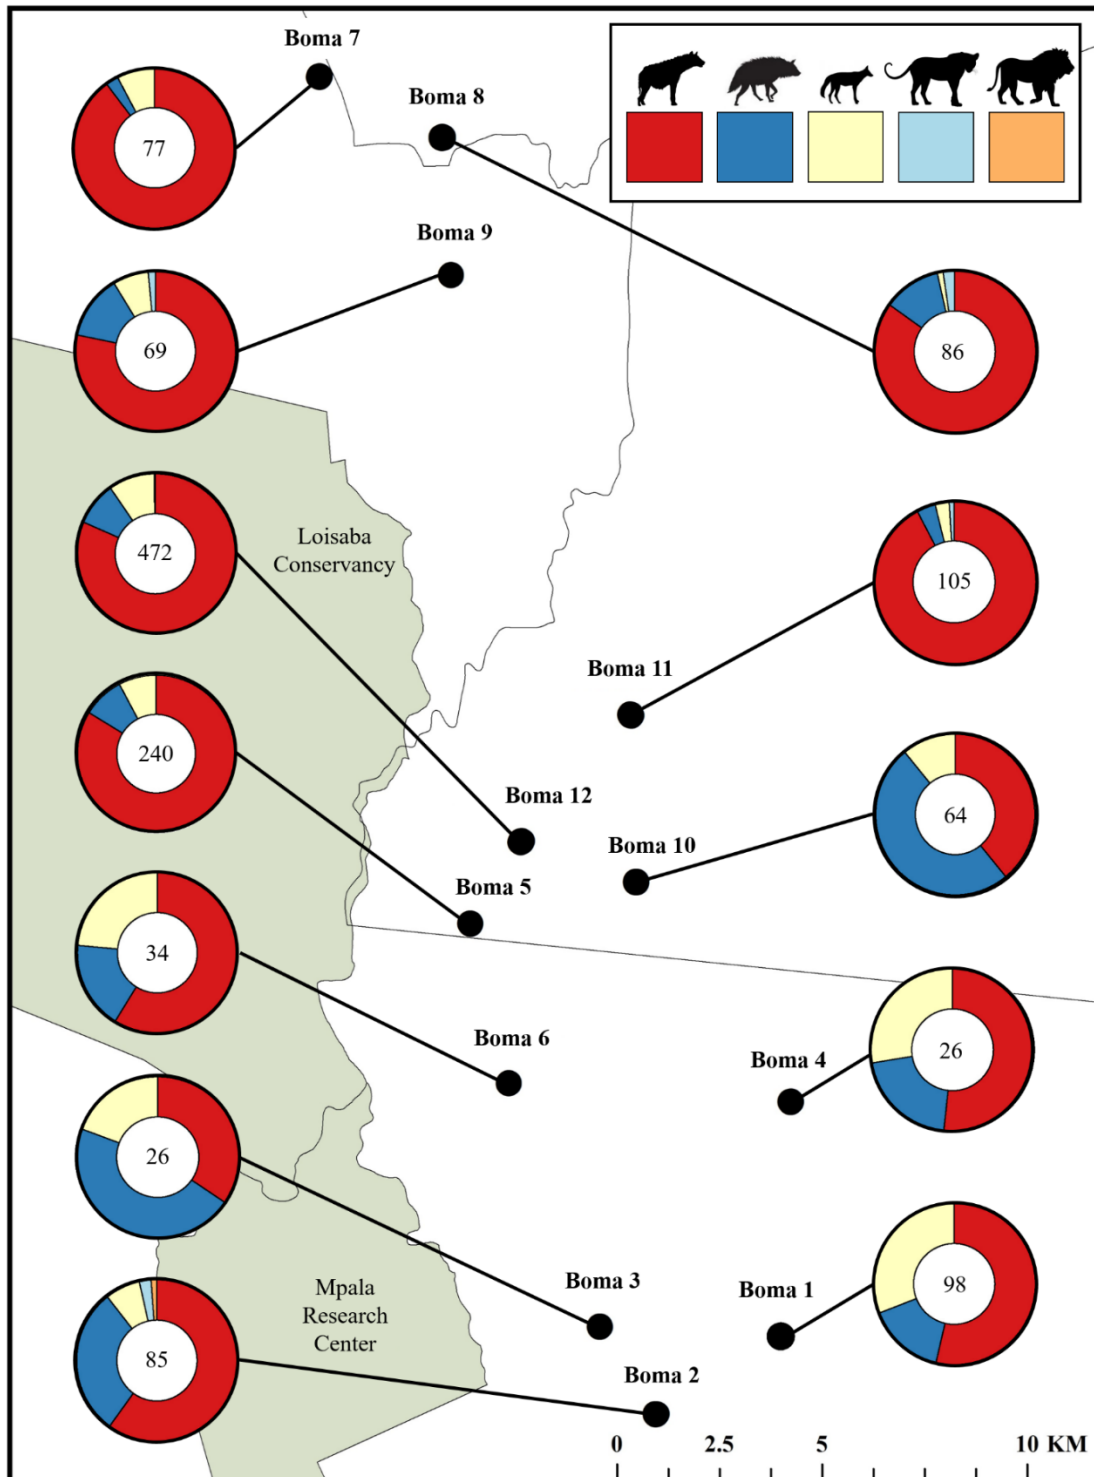 Boma 7
Boma 8
77
Boma 9
69
86
472
Loisaba
Conservancy
105
Boma 11
240
Boma 12
Boma 10
64
Boma 5
34
Boma 6
Boma 4
26
26
Boma 3
Boma 1
98
Mpala
Research
Center
85
Boma 2
0 2.5 5 10 KM